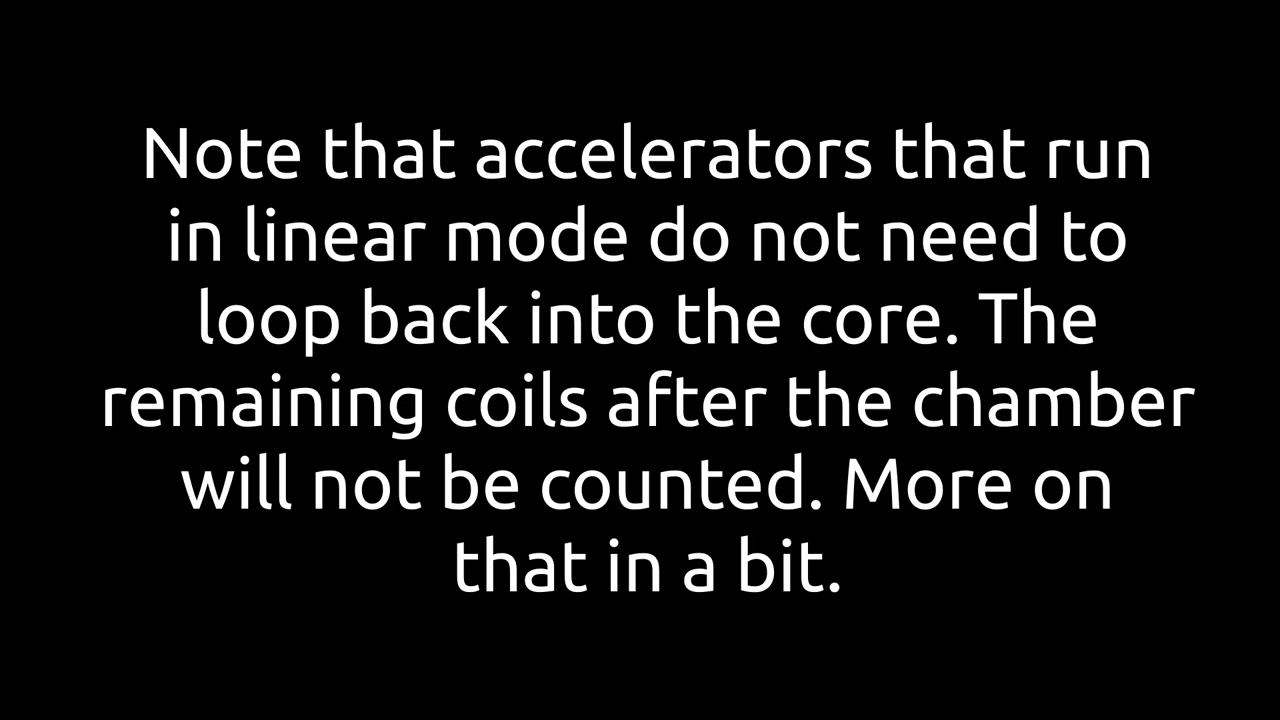 Note that accelerators that run
in linear mode do not need to
loop back into the core. The
remaining coils after the chamber
will not be counted. More on
that in a bit.